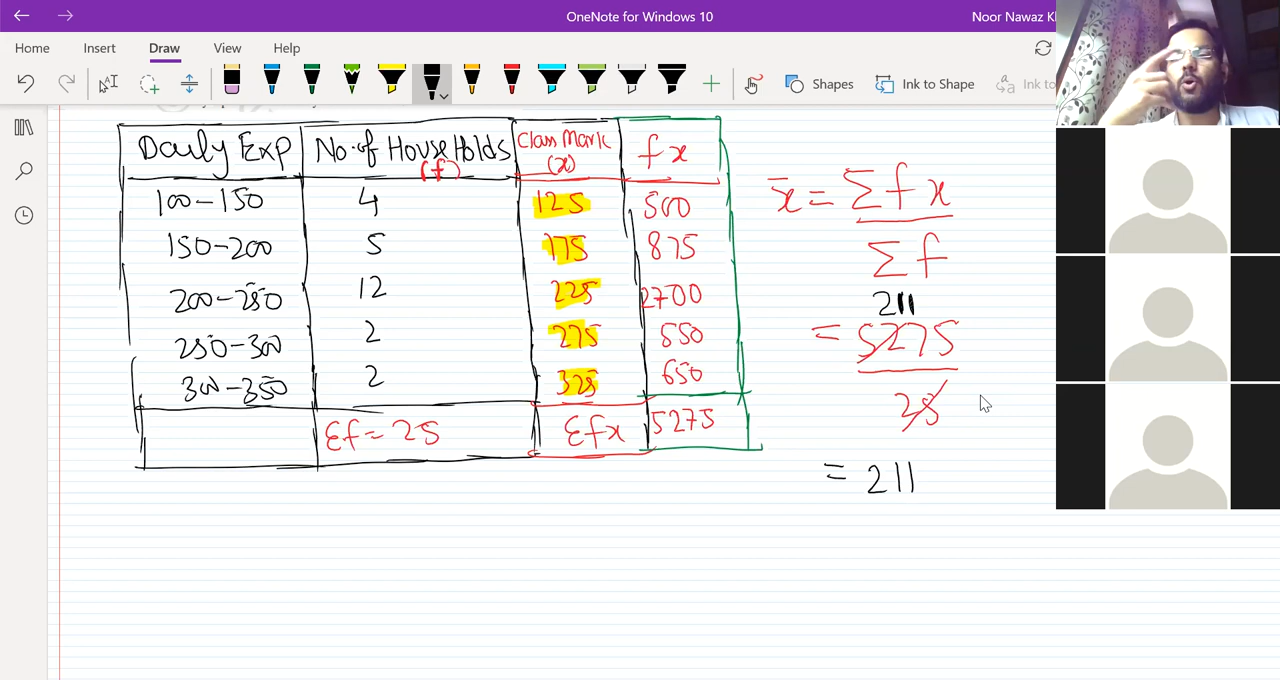 OneNote for Windows 10
Noor Nawaz Kh
Home Insert Draw View Help
Shapes Ink to Shape Ink to
Daily Exp No. of House Holds (f) Class Mark (x) fx
100-150 4 125 500
150-200 5 175 875
200-250 12 225 2700
250-300 2 275 550
300-350 2 325 650
Σf = 25 Σfx 5275
x̄ = Σfx
Σf
211
= 5275
25
= 211